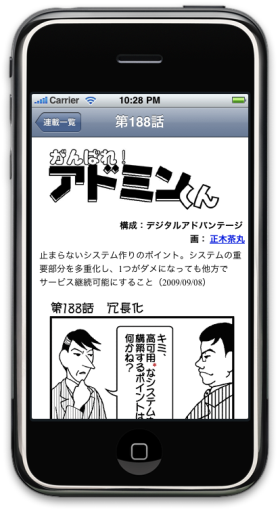 Carrier 10:28 PM
連載一覧
第188話
がんばれ!
アドミンくん
構成:デジタルアドバンテージ
画: 正木茶丸
止まらないシステム作りのポイント。システムの重
要部分を多重化し、1つがダメになっても他方で
サービス継続可能にすること(2009/09/08)
第188話 冗長化
キミ、
高可用*なシステム
構築するポイントは
何かね?